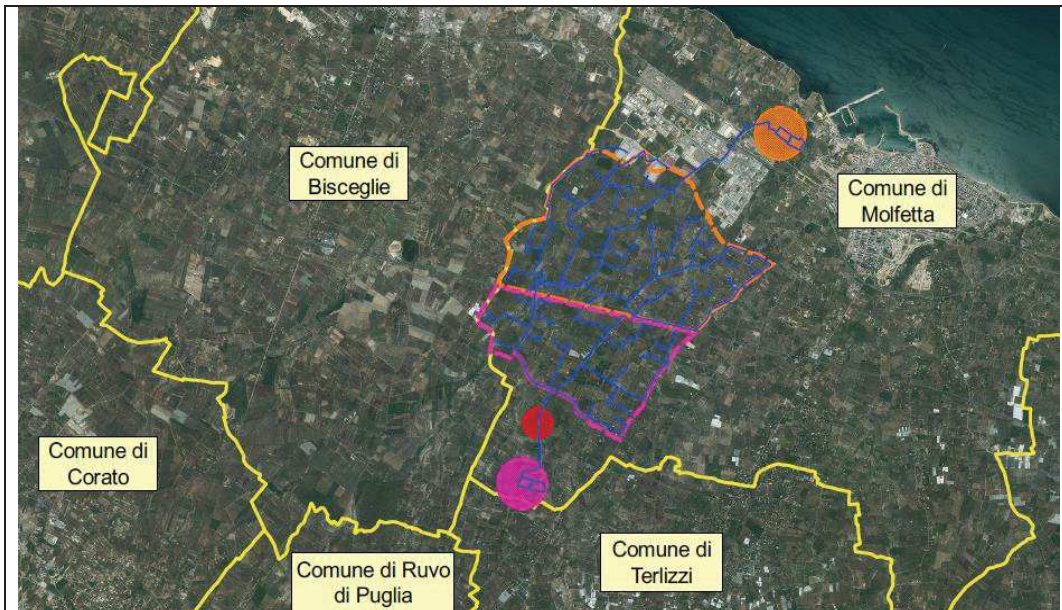 Comune di
Bisceglie
Comune di
Molfetta
Comune di
Corato
Comune di Ruvo
di Puglia
Comune di
Terlizzi